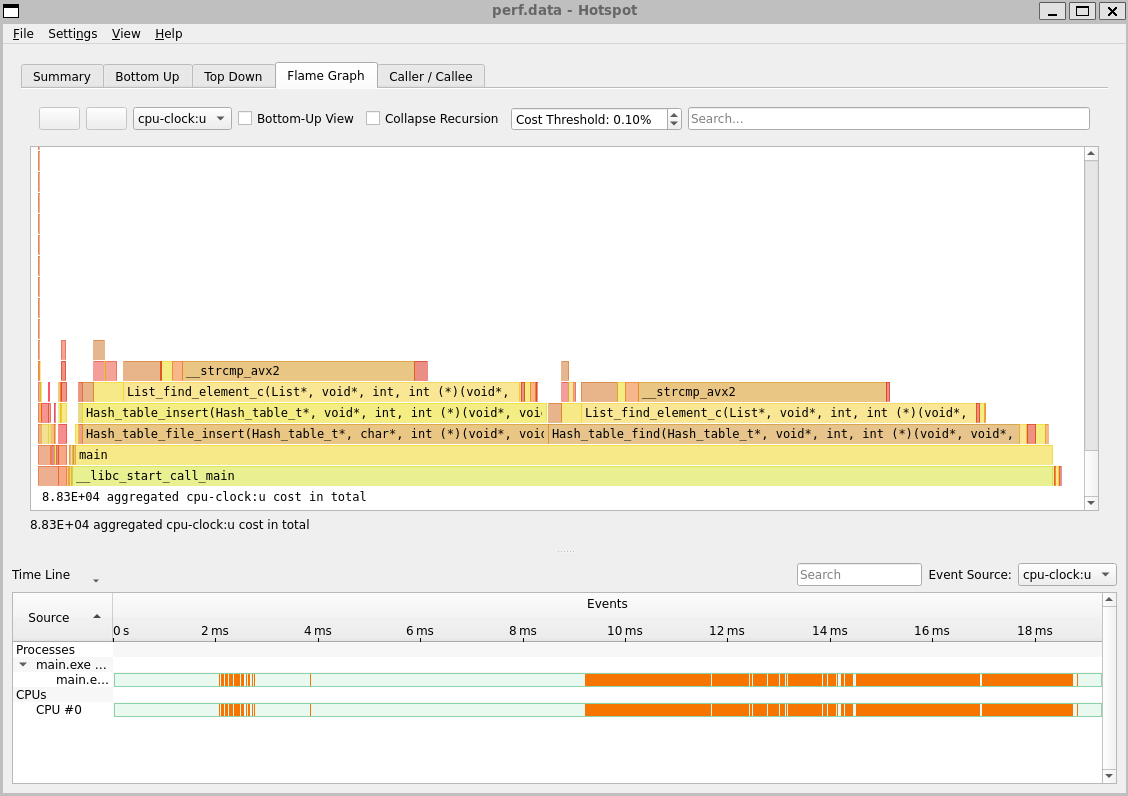 perf.data - Hotspot
File Settings View Help
Summary Bottom Up Top Down Flame Graph Caller / Callee
cpu-clock:u Bottom-Up View Collapse Recursion Cost Threshold: 0.10% Search...
__strcmp_avx2
List_find_element_c(List*, void*, int, int (*)(void*, __strcmp_avx2
Hash_table_insert(Hash_table_t*, void*, int, int (*)(void*, voi List_find_element_c(List*, void*, int, int (*)(void*,
Hash_table_file_insert(Hash_table_t*, char*, int (*)(void*, voi Hash_table_find(Hash_table_t*, void*, int, int (*)(void*, void*,
main
__libc_start_call_main
8.83E+04 aggregated cpu-clock:u cost in total
8.83E+04 aggregated cpu-clock:u cost in total
Time Line Search Event Source: cpu-clock:u
Source Events
0 s 2 ms 4 ms 6 ms 8 ms 10 ms 12 ms 14 ms 16 ms 18 ms
Processes
main.exe ...
main.e...
CPUs
CPU #0